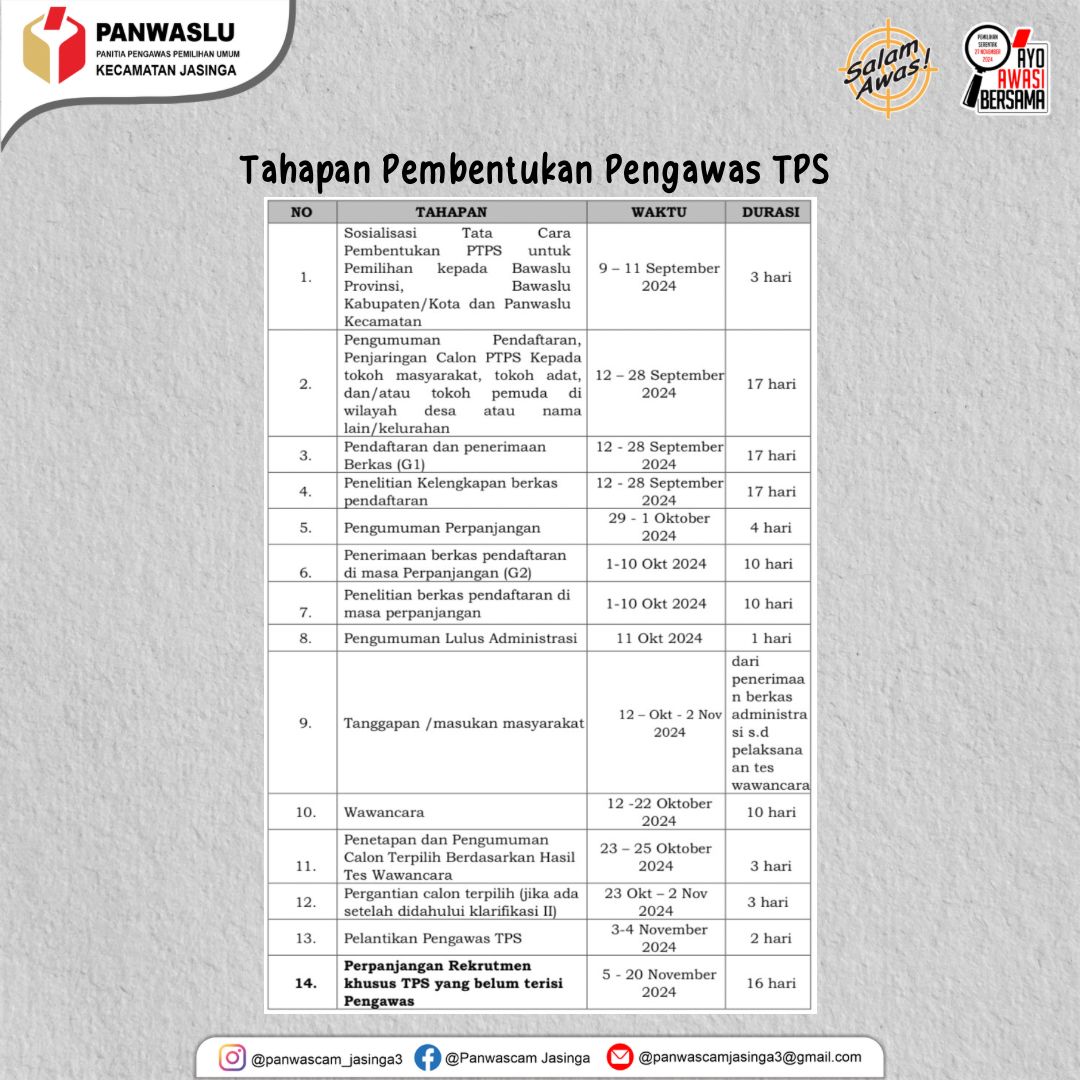 PANWASLU
PANITIA PENGAWAS PEMILIHAN UMUM
KECAMATAN JASINGA
Salam
Awas!
PEMILIHAN
SERENTAK
27 NOVEMBER
2024
AYO
AWASI
BERSAMA
Tahapan Pembentukan Pengawas TPS
NO TAHAPAN WAKTU DURASI
1. Sosialisasi Tata Cara Pembentukan PTPS untuk Pemilihan kepada Bawaslu Provinsi, Bawaslu Kabupaten/Kota dan Panwaslu Kecamatan 9 – 11 September 2024 3 hari
2. Pengumuman Pendaftaran, Penjaringan Calon PTPS Kepada tokoh masyarakat, tokoh adat, dan/atau tokoh pemuda di wilayah desa atau nama lain/kelurahan 12 – 28 September 2024 17 hari
3. Pendaftaran dan penerimaan Berkas (G1) 12 - 28 September 2024 17 hari
4. Penelitian Kelengkapan berkas pendaftaran 12 - 28 September 2024 17 hari
5. Pengumuman Perpanjangan 29 - 1 Oktober 2024 4 hari
6. Penerimaan berkas pendaftaran di masa Perpanjangan (G2) 1-10 Okt 2024 10 hari
7. Penelitian berkas pendaftaran di masa perpanjangan 1-10 Okt 2024 10 hari
8. Pengumuman Lulus Administrasi 11 Okt 2024 1 hari
9. Tanggapan /masukan masyarakat 12 – Okt - 2 Nov 2024 dari penerimaa n berkas administra si s.d pelaksana an tes wawancara
10. Wawancara 12 -22 Oktober 2024 10 hari
11. Penetapan dan Pengumuman Calon Terpilih Berdasarkan Hasil Tes Wawancara 23 – 25 Oktober 2024 3 hari
12. Pergantian calon terpilih (jika ada setelah didahului klarifikasi II) 23 Okt – 2 Nov 2024 3 hari
13. Pelantikan Pengawas TPS 3-4 November 2024 2 hari
14. Perpanjangan Rekrutmen khusus TPS yang belum terisi Pengawas 5 - 20 November 2024 16 hari
@panwascam_jasinga3 @Panwascam Jasinga @panwascamjasinga3@gmail.com